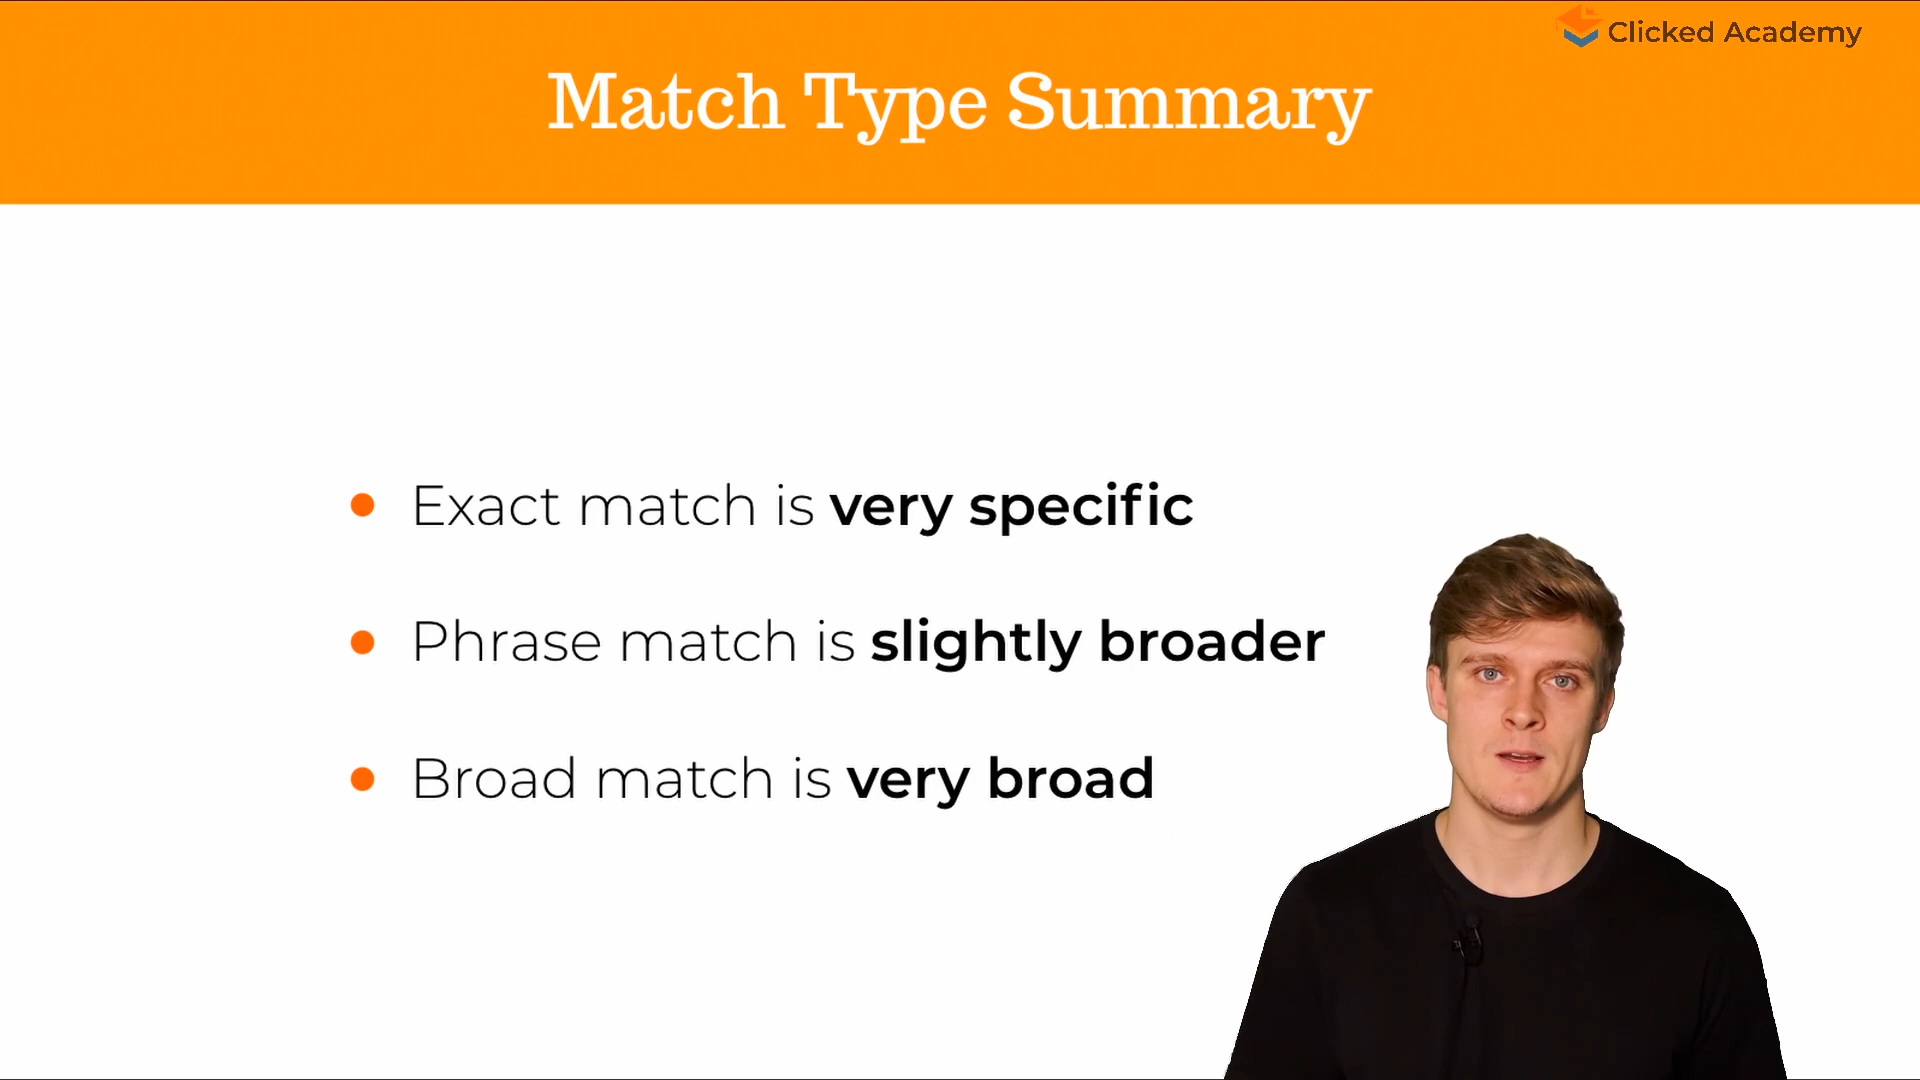 Clicked Academy
Match Type Summary
Exact match is very specific
Phrase match is slightly broader
Broad match is very broad